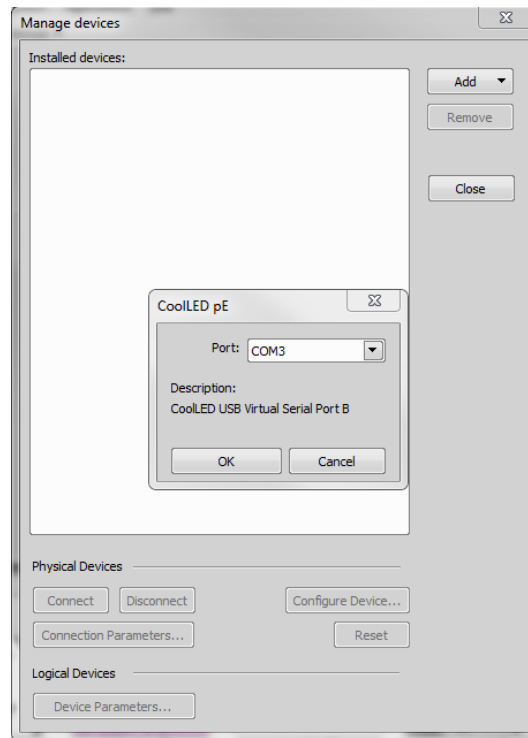 Manage devices
Installed devices:
Add
Remove
Close
CoolLED pE
Port: COM3
Description:
CoolLED USB Virtual Serial Port B
OK Cancel
Physical Devices
Connect Disconnect Configure Device...
Connection Parameters... Reset
Logical Devices
Device Parameters...